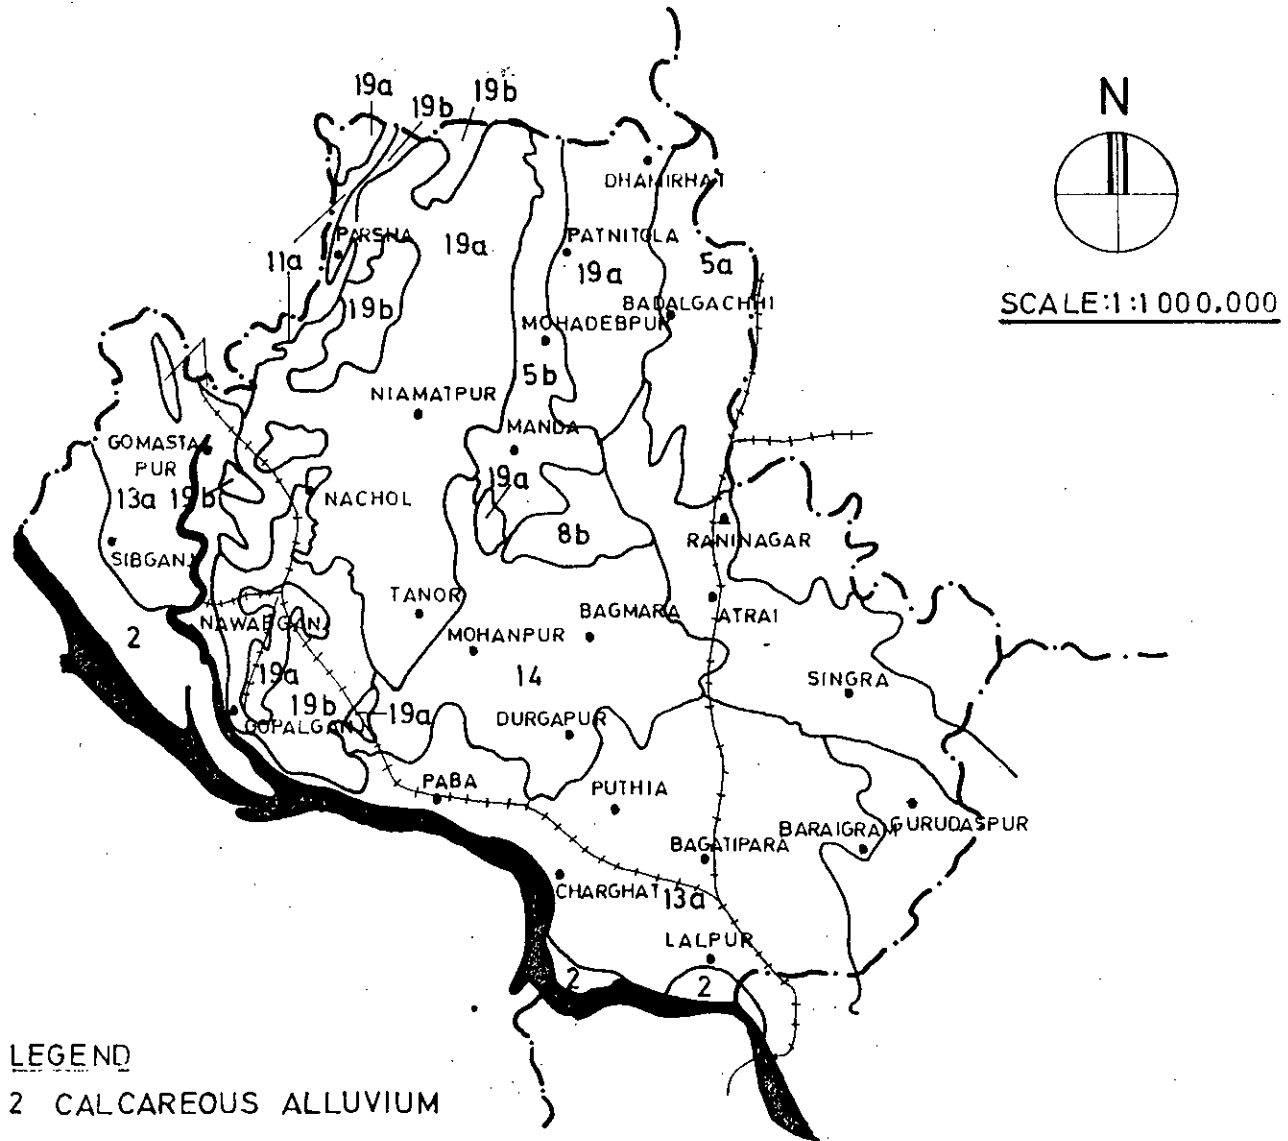 19a
19b
19b
N
DHAMIRHAT
PARSHA
19a
PATNITOLA
11a
19a
5a
19b
BADALGACHHI
SCALE:1:1000,000
MOHADEBPUR
5b
NIAMATPUR
GOMASTA
PUR
MANDA
13a
19b
NACHOL
19a
8b
SIBGANJ
RANINAGAR
TANOR
BAGMARA
ATRAI
NAWABGANJ
2
MOHANPUR
19a
14
SINGRA
19b
19a
DURGAPUR
GOPALGANJ
PABA
PUTHIA
BARAIGRAM
GURUDASPUR
BAGATIPARA
CHARGHAT
13a
LALPUR
2
2
LEGEND
2 CALCAREOUS ALLUVIUM